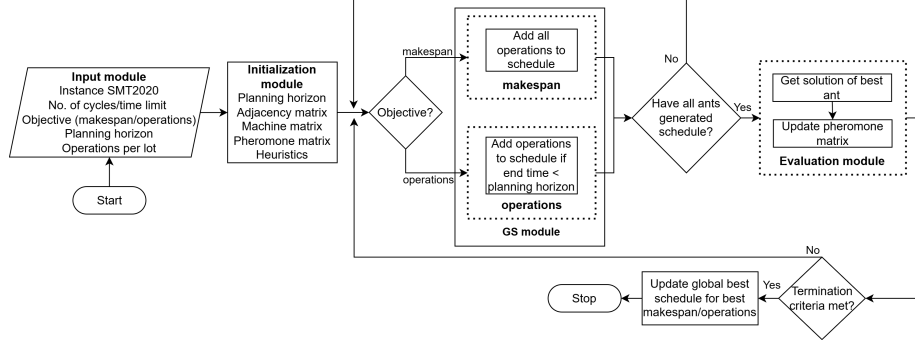 Start
Input module
Instance SMT2020
No. of cycles/time limit
Objective (makespan/operations)
Planning horizon
Operations per lot
Initialization
module
Planning horizon
Adjacency matrix
Machine matrix
Pheromone matrix
Heuristics
Objective?
makespan
operations
Add all
operations to
schedule
makespan
Add operations
to schedule if
end time <
planning horizon
operations
GS module
No
Have all ants
generated
schedule?
Yes
Get solution of best
ant
Update pheromone
matrix
Evaluation module
No
Termination
criteria met?
Yes
Update global best
schedule for best
makespan/operations
Stop